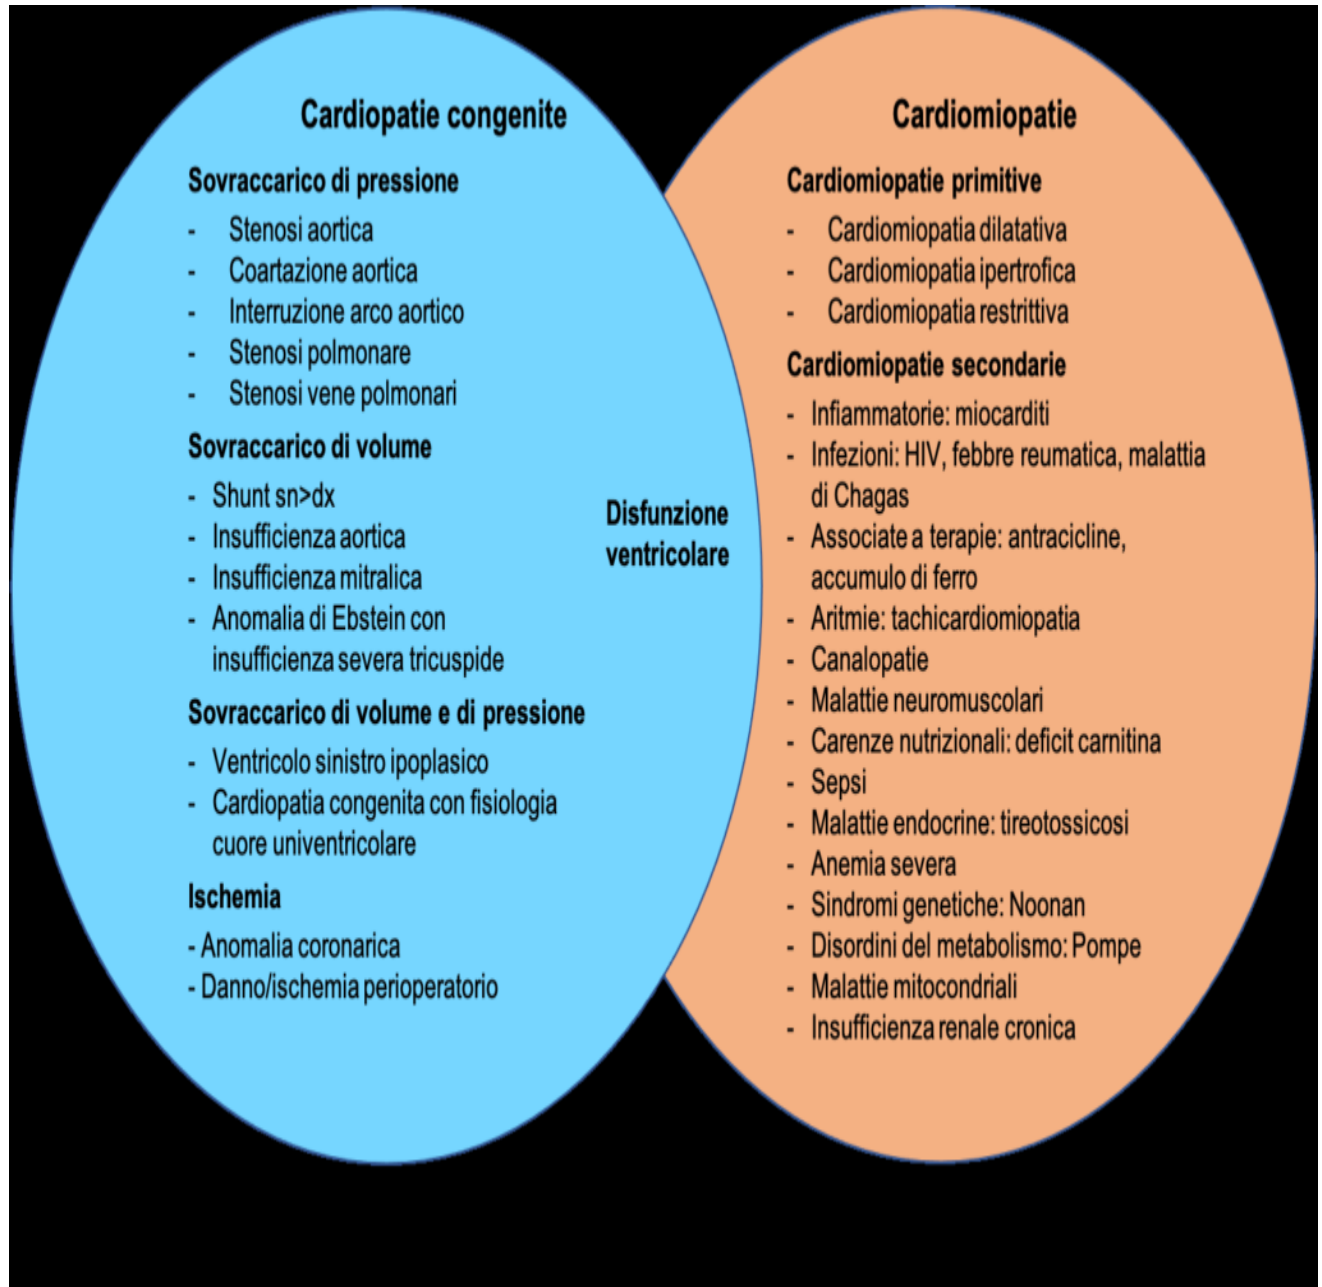 Cardiopatie congenite
Sovraccarico di pressione
- Stenosi aortica
- Coartazione aortica
- Interruzione arco aortico
- Stenosi polmonare
- Stenosi vene polmonari
Sovraccarico di volume
- Shunt sn>dx
- Insufficienza aortica
- Insufficienza mitralica
- Anomalia di Ebstein con
insufficienza severa tricuspide
Sovraccarico di volume e di pressione
- Ventricolo sinistro ipoplasico
- Cardiopatia congenita con fisiologia
cuore univentricolare
Ischemia
- Anomalia coronarica
- Danno/ischemia perioperatorio
Disfunzione
ventricolare
Cardiomiopatie
Cardiomiopatie primitive
- Cardiomiopatia dilatativa
- Cardiomiopatia ipertrofica
- Cardiomiopatia restrittiva
Cardiomiopatie secondarie
- Infiammatorie: miocarditi
- Infezioni: HIV, febbre reumatica, malattia
di Chagas
- Associate a terapie: antracicline,
accumulo di ferro
- Aritmie: tachicardiomiopatia
- Canalopatie
- Malattie neuromuscolari
- Carenze nutrizionali: deficit carnitina
- Sepsi
- Malattie endocrine: tireotossicosi
- Anemia severa
- Sindromi genetiche: Noonan
- Disordini del metabolismo: Pompe
- Malattie mitocondriali
- Insufficienza renale cronica